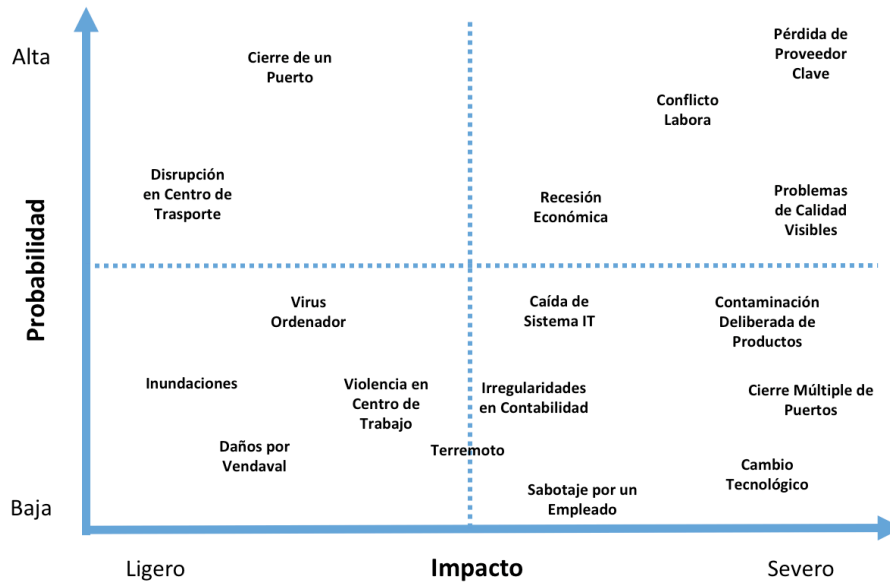 Alta
Cierre de un
Puerto
Pérdida de
Proveedor
Clave
Conflicto
Labora
Disrupción
en Centro de
Trasporte
Recesión
Económica
Problemas
de Calidad
Visibles
Probabilidad
Virus
Ordenador
Caída de
Sistema IT
Contaminación
Deliberada de
Productos
Inundaciones
Violencia en
Centro de
Trabajo
Irregularidades
en Contabilidad
Cierre Múltiple de
Puertos
Daños por
Vendaval
Terremoto
Cambio
Tecnológico
Sabotaje por un
Empleado
Baja
Ligero
Impacto
Severo